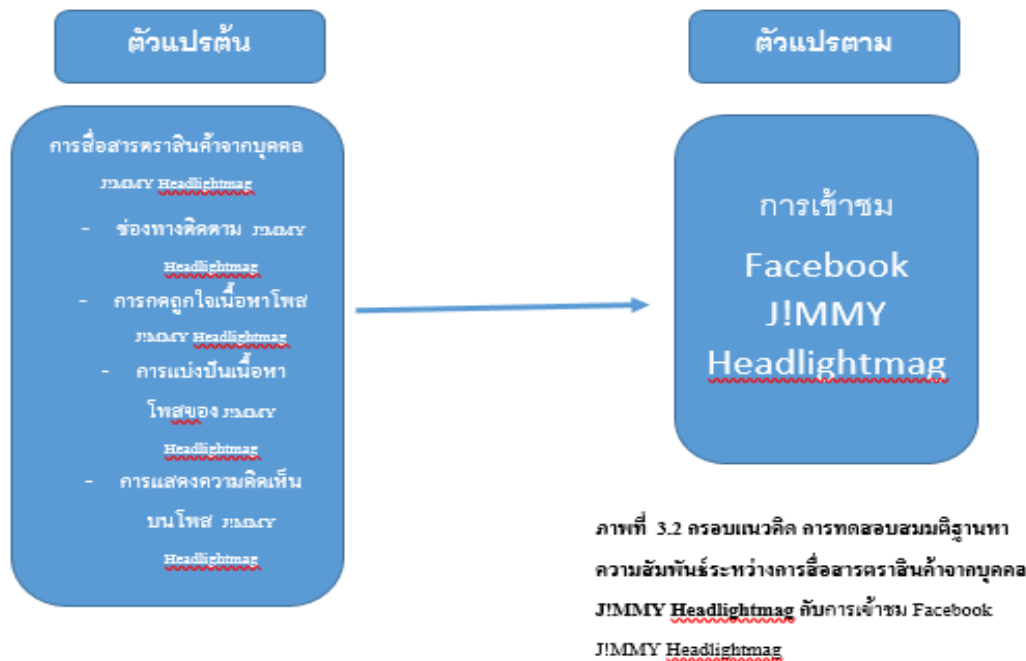 ตัวแปรต้น
การสื่อสารตราสินค้าจากบุคคล
J!MMY Headlightmag
- ช่องทางติดตาม J!MMY
Headlightmag
- การกดถูกใจเนื้อหาโพส
J!MMY Headlightmag
- การแบ่งปันเนื้อหา
โพสของ J!MMY
Headlightmag
- การแสดงความคิดเห็น
บนโพส J!MMY
Headlightmag
ตัวแปรตาม
การเข้าชม
Facebook
J!MMY
Headlightmag
ภาพที่ 3.2 กรอบแนวคิด การทดสอบสมมติฐานหา
ความสัมพันธ์ระหว่างการสื่อสารตราสินค้าจากบุคคล
J!MMY Headlightmag กับการเข้าชม Facebook
J!MMY Headlightmag